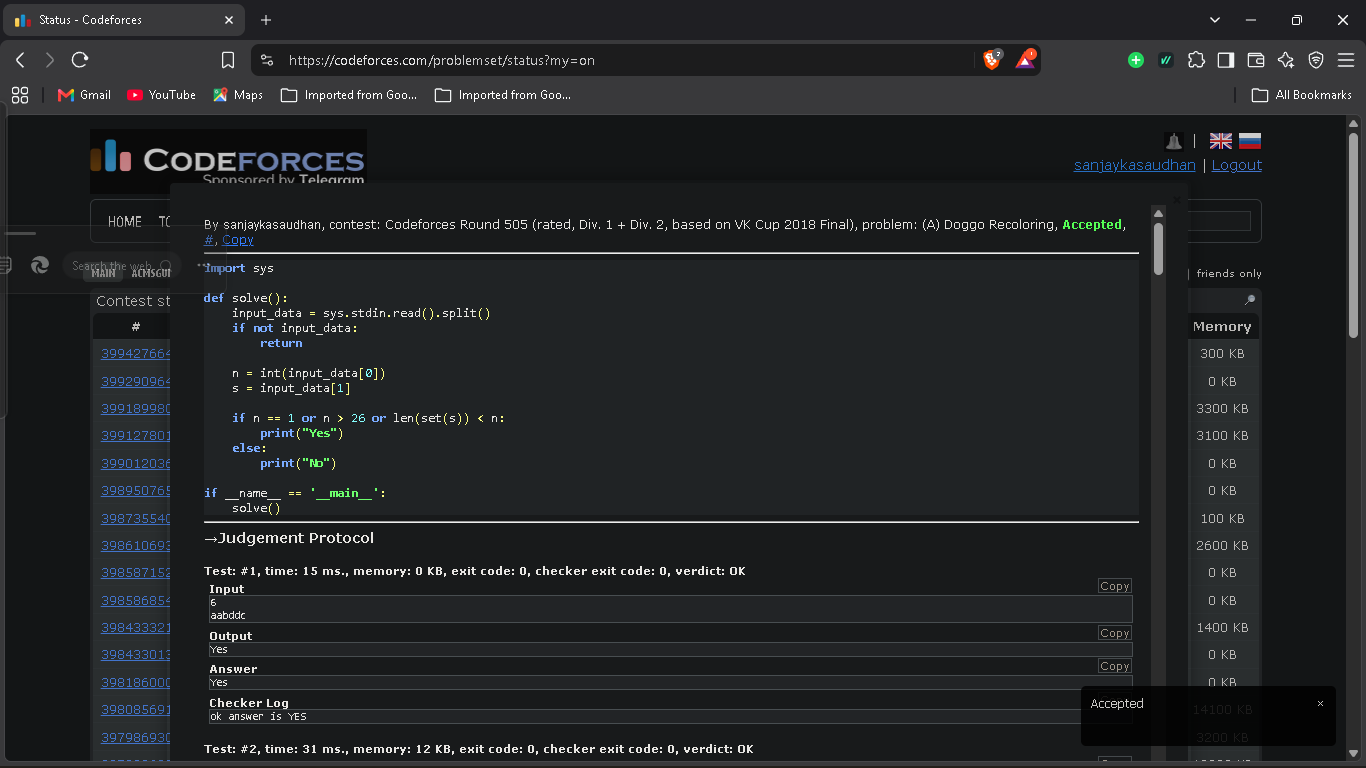 Status - Codeforces
https://codeforces.com/problemset/status?my=on
2
1
Gmail
YouTube
Maps
Imported from Goo...
Imported from Goo...
All Bookmarks
CODEFORCES
Sponsored by Telegram
sanjaykasaudhan | Logout
HOME
By sanjaykasaudhan, contest: Codeforces Round 505 (rated, Div. 1 + Div. 2, based on VK Cup 2018 Final), problem: (A) Doggo Recoloring, Accepted,
#, Copy
Search the web
MAIN
friends only
import sys
def solve():
    input_data = sys.stdin.read().split()
    if not input_data:
        return
    n = int(input_data[0])
    s = input_data[1]
    if n == 1 or n > 26 or len(set(s)) < n:
        print("Yes")
    else:
        print("No")
if __name__ == '__main__':
    solve()
→Judgement Protocol
Test: #1, time: 15 ms., memory: 0 KB, exit code: 0, checker exit code: 0, verdict: OK
Input
Copy
6
aabddc
Output
Copy
Yes
Answer
Copy
Yes
Checker Log
ok answer is YES
Test: #2, time: 31 ms., memory: 12 KB, exit code: 0, checker exit code: 0, verdict: OK
Contest st
#
399427664
399290964
399189980
399127801
399012036
398950765
398735540
398610693
398587152
398586854
398433321
398433013
398186000
398085691
397986930
Memory
300 KB
0 KB
3300 KB
3100 KB
0 KB
0 KB
100 KB
2600 KB
0 KB
0 KB
1400 KB
0 KB
0 KB
14100 KB
3200 KB
Accepted